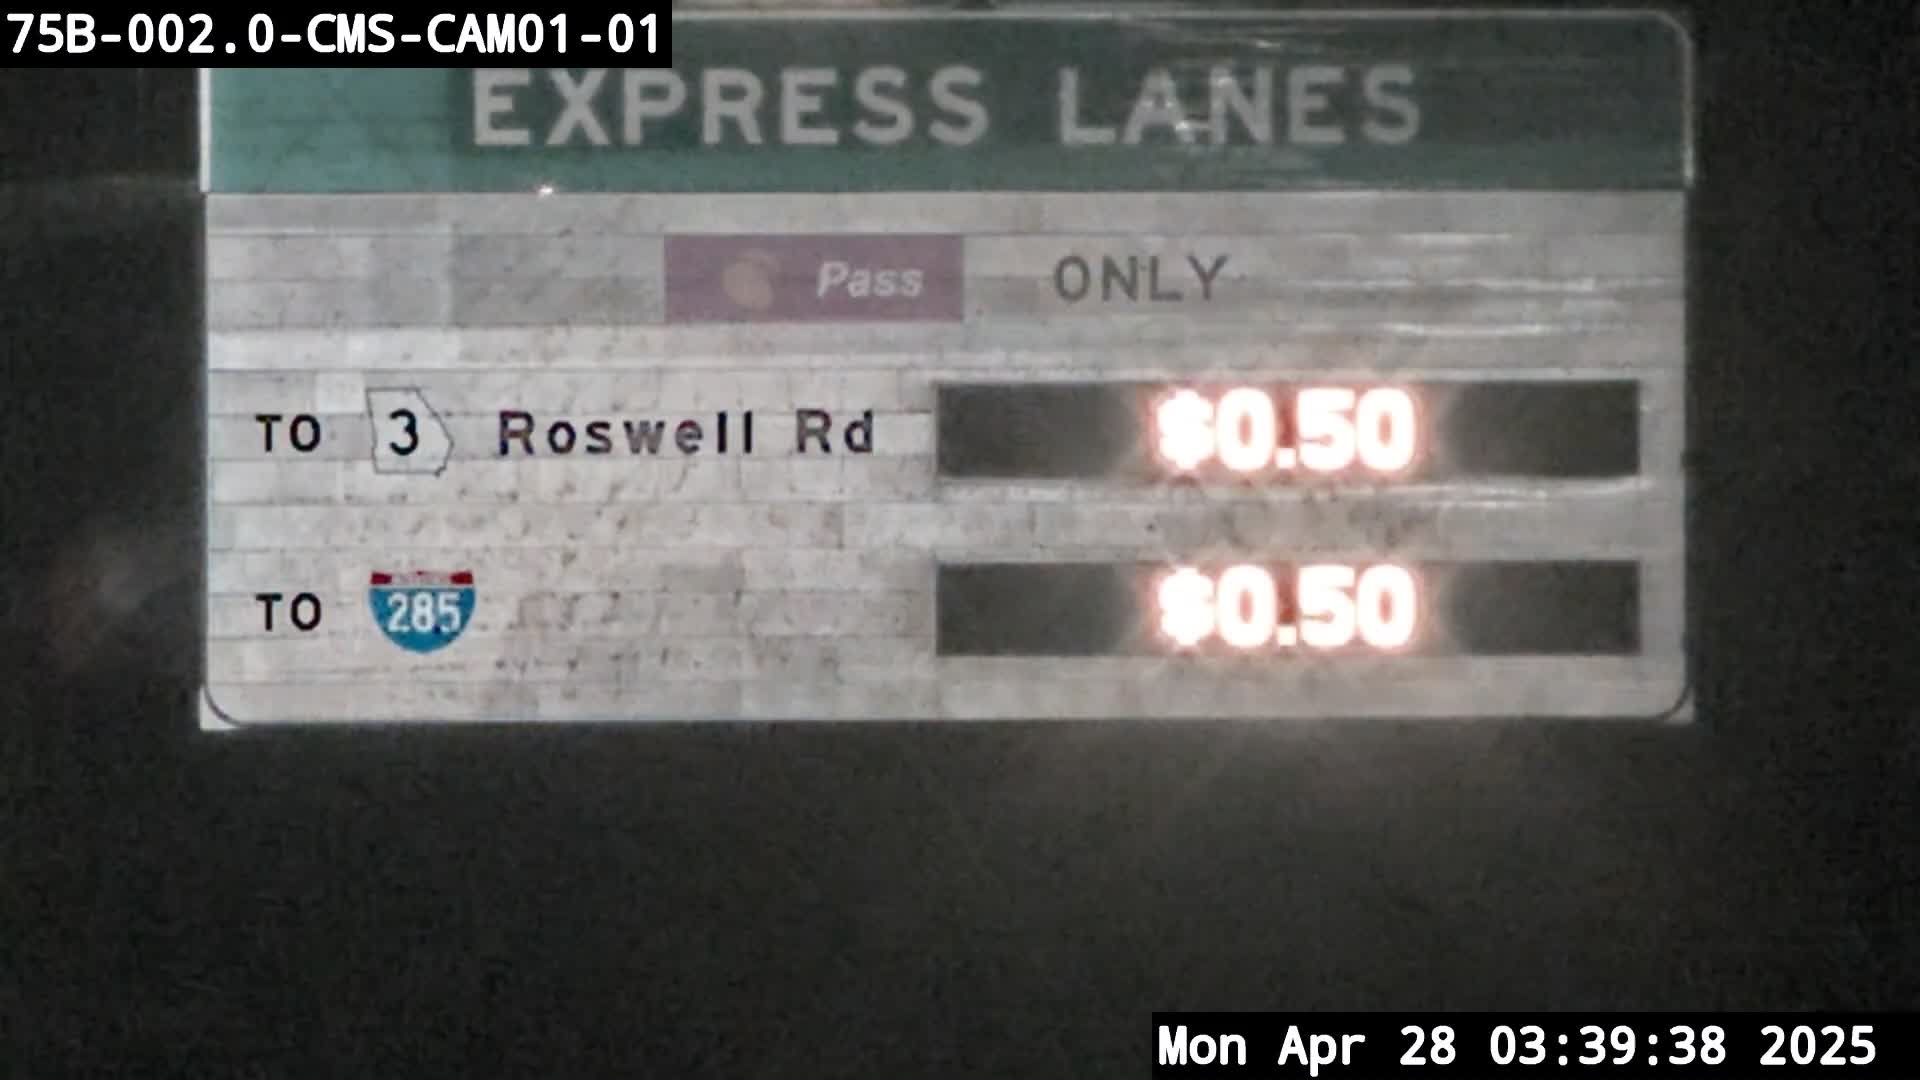 75B-002.0-CMS-CAM01-01
EXPRESS LANES
Pass ONLY
TO 3 Roswell Rd $0.50
TO 285 $0.50
Mon Apr 28 03:39:38 2025